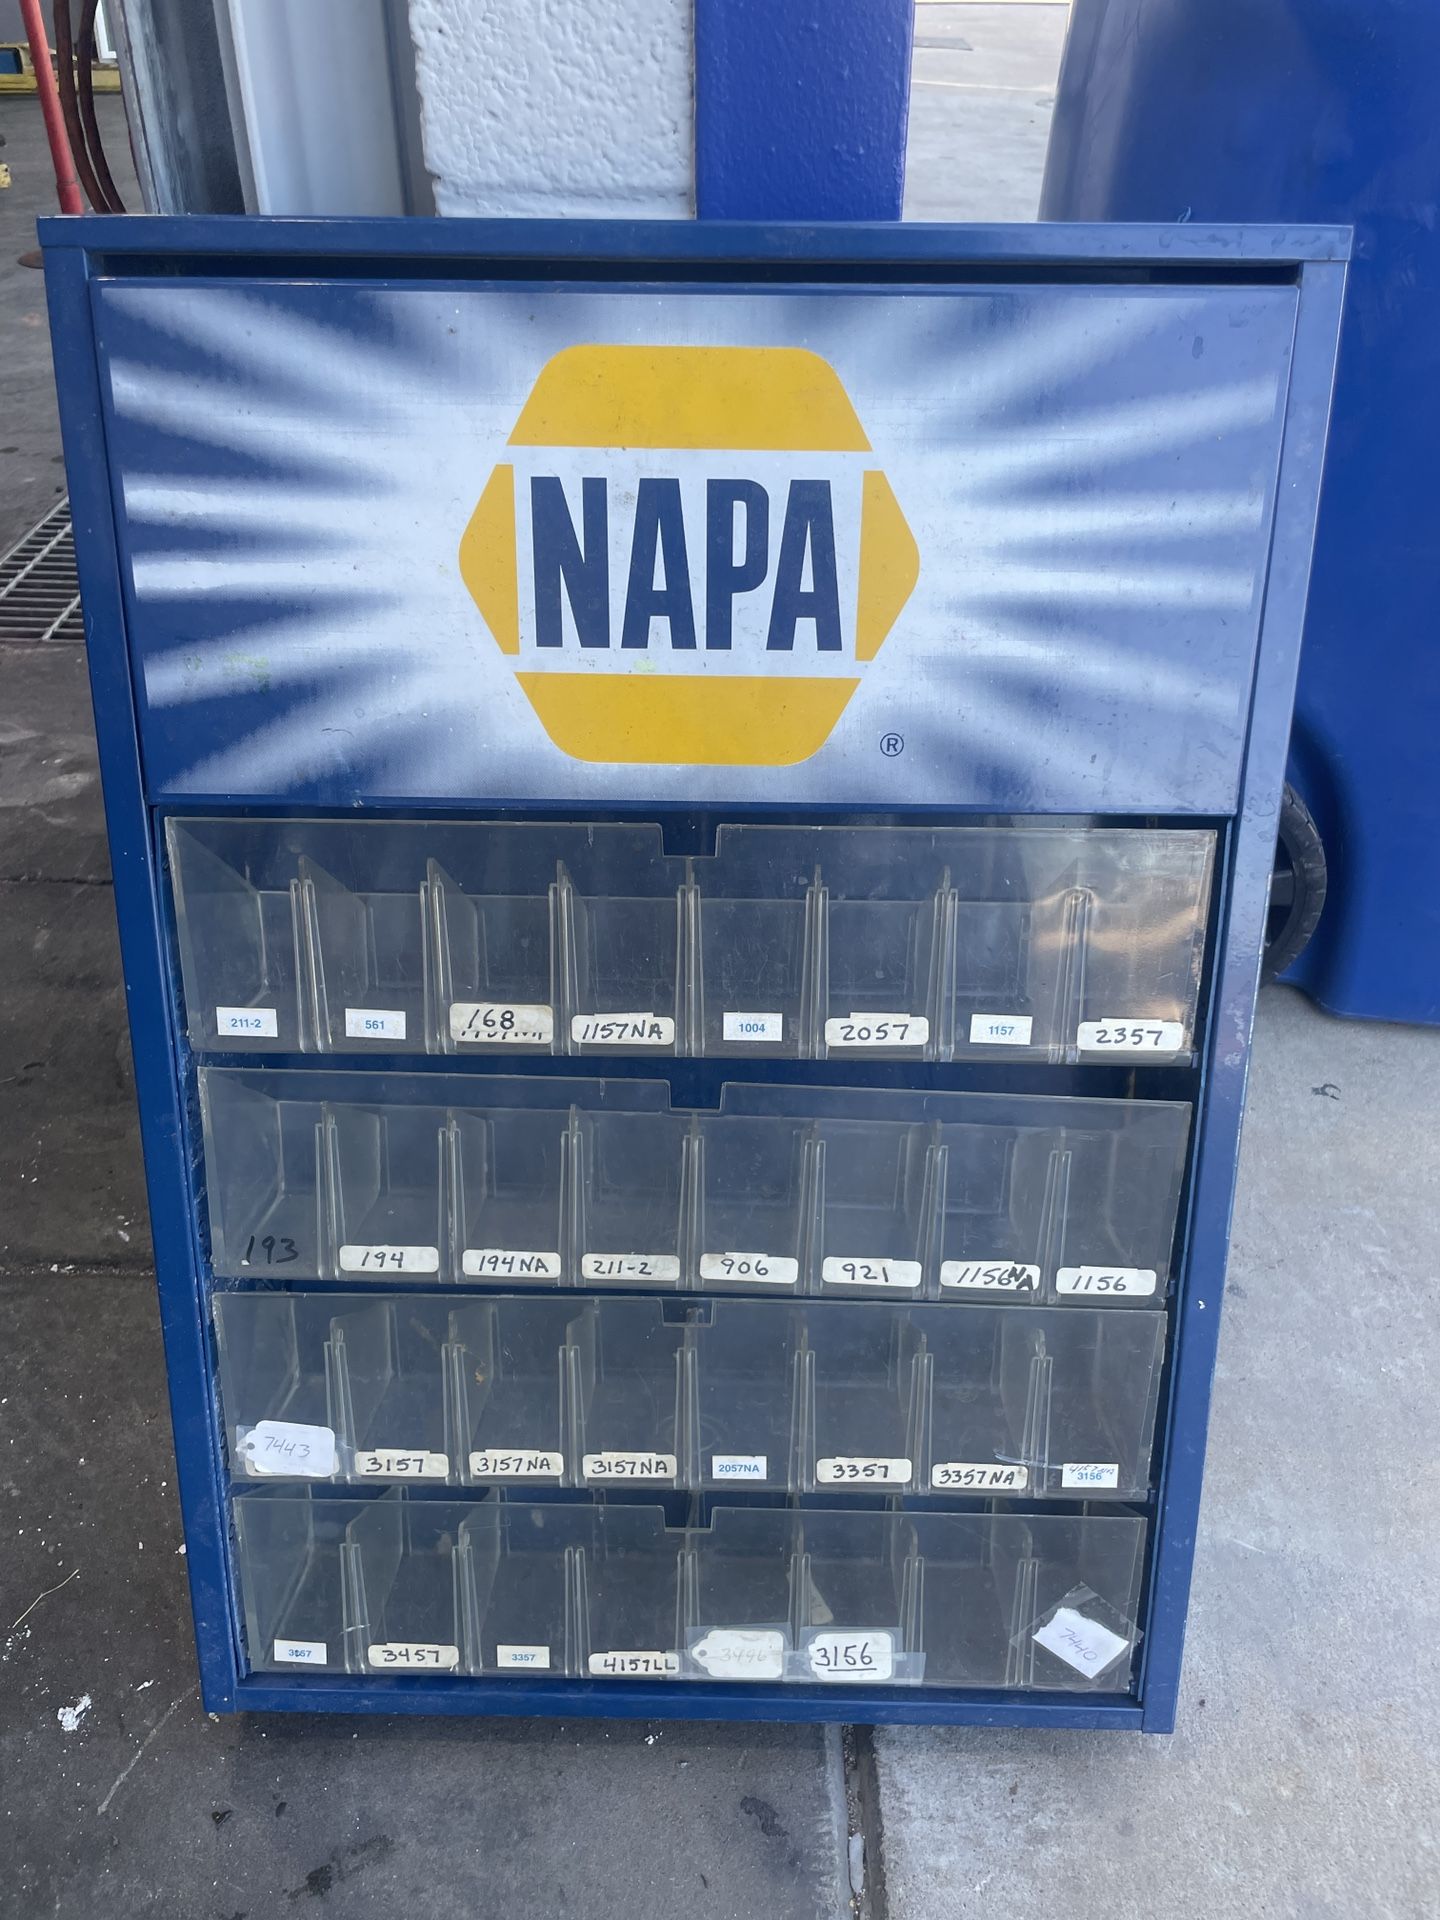 NAPA
®
211-2 561 168 1157NA 1004 2057 1157 2357
193 194 194NA 211-2 906 921 1156NA 1156
7443 3157 3157NA 3157NA 2057NA 3357 3357NA 4157NA 3156
3457 3357 4157LL 3496 3156 7440